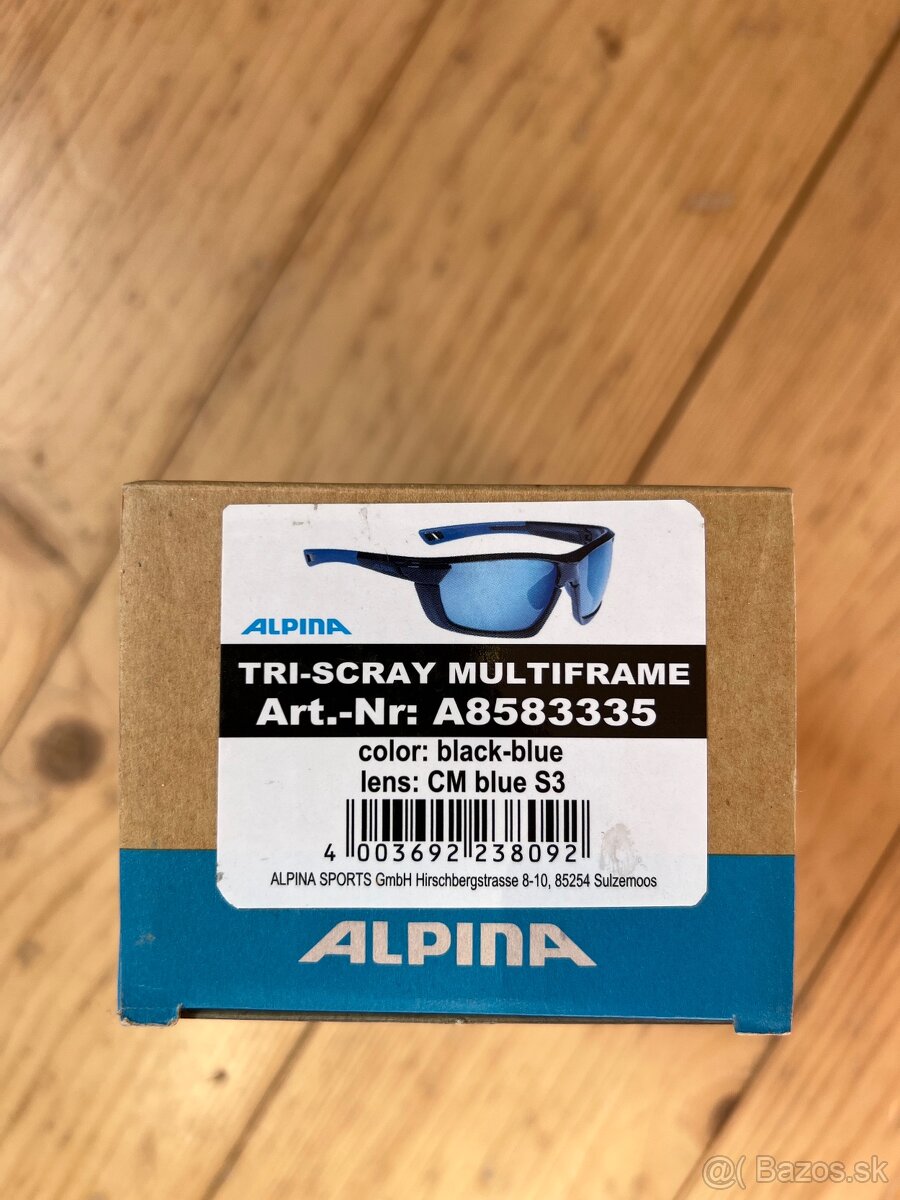 ALPINA
TRI-SCRAY MULTIFRAME
Art.-Nr: A8583335
color: black-blue
lens: CM blue S3
4 003692 238092
ALPINA SPORTS GmbH Hirschbergstrasse 8-10, 85254 Sulzemoos
ALPINA
@( Bazos.sk